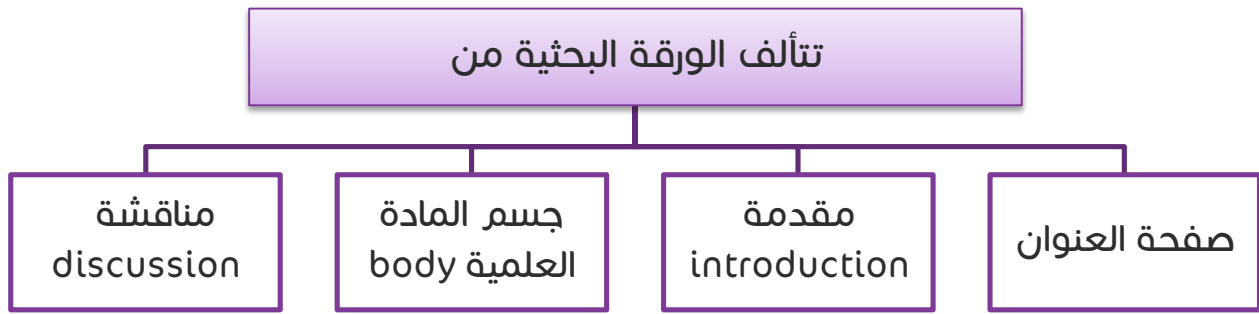 تتألف الورقة البحثية من
صفحة العنوان
مقدمة
introduction
جسم المادة
العلمية body
مناقشة
discussion